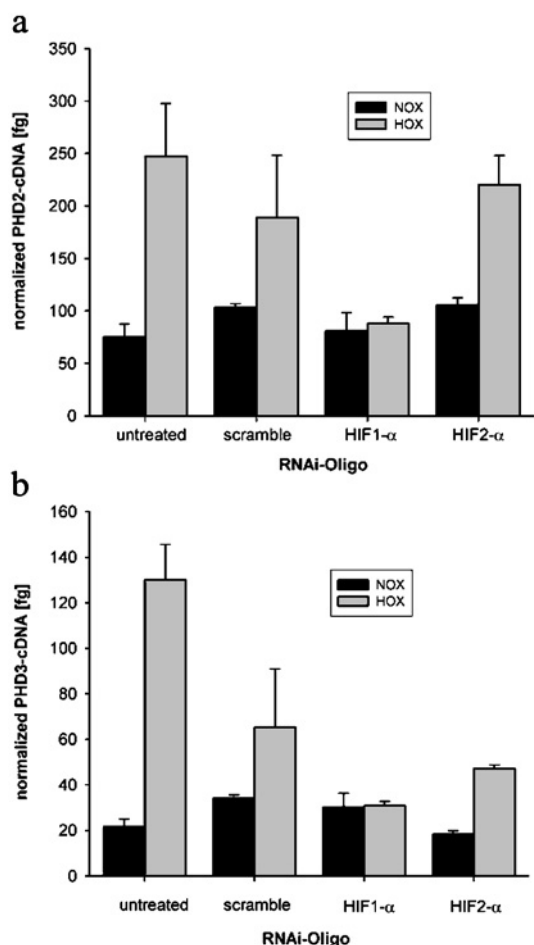 a
normalized PHD2-cDNA [fg]
350
300
250
200
150
100
50
0
NOX
HOX
untreated scramble HIF1-α HIF2-α
RNAi-Oligo
b
normalized PHD3-cDNA [fg]
160
140
120
100
80
60
40
20
0
NOX
HOX
untreated scramble HIF1-α HIF2-α
RNAi-Oligo